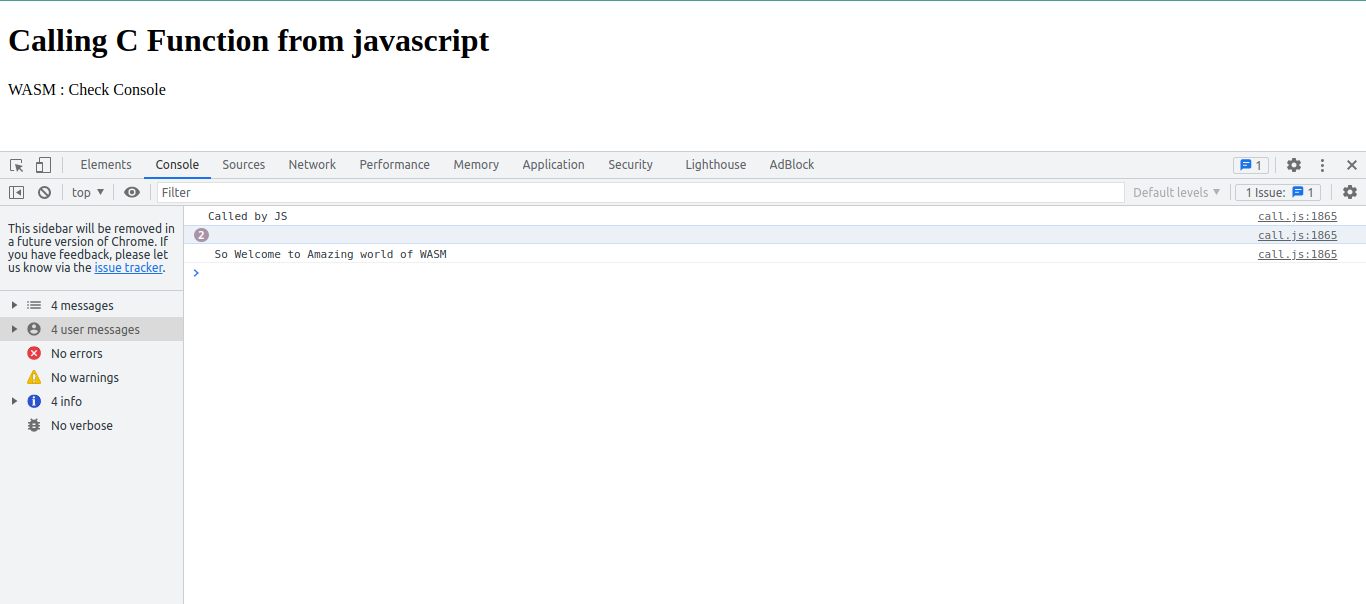 Calling C Function from javascript
WASM : Check Console
Elements Console Sources Network Performance Memory Application Security Lighthouse AdBlock 1
top Filter Default levels 1 Issue: 1
This sidebar will be removed in
a future version of Chrome. If
you have feedback, please let
us know via the issue tracker.
4 messages
4 user messages
No errors
No warnings
4 info
No verbose
Called by JS call.js:1865
2 call.js:1865
So Welcome to Amazing world of WASM call.js:1865